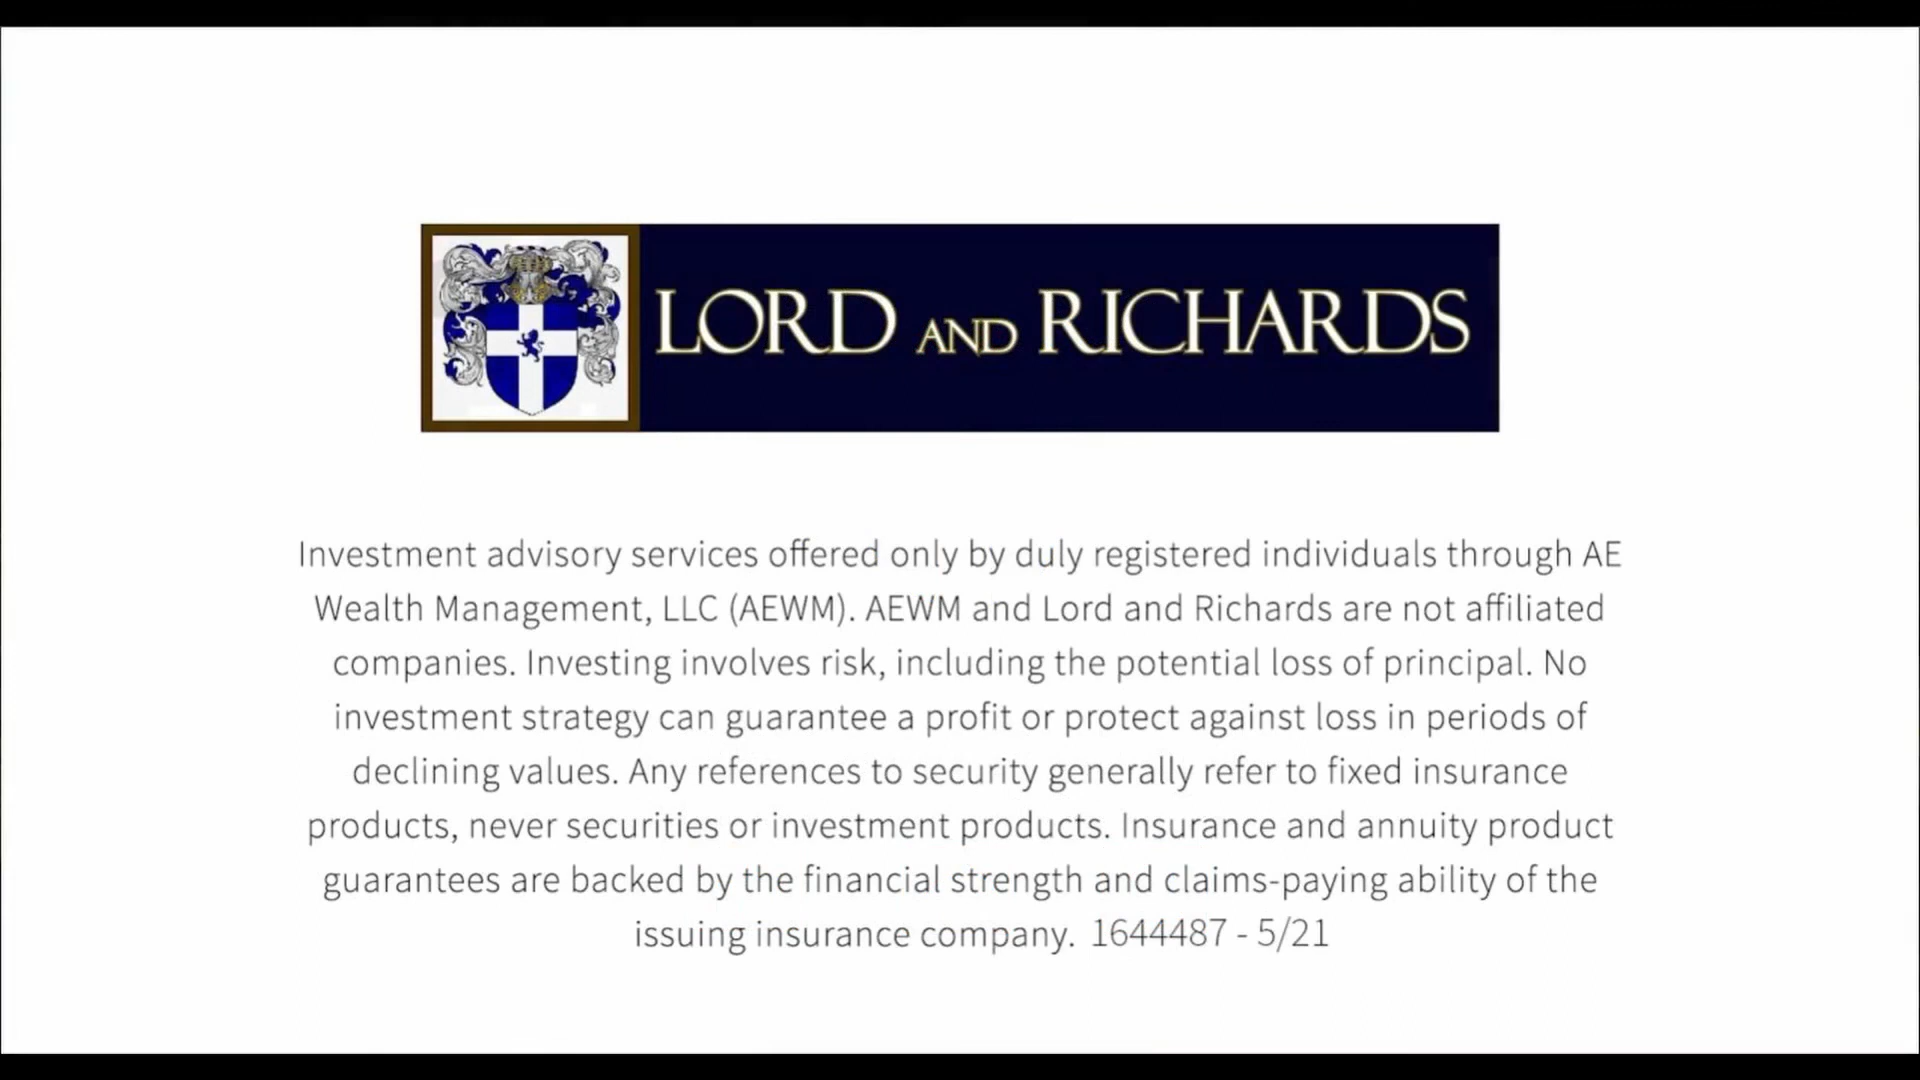 LORD AND RICHARDS
Investment advisory services offered only by duly registered individuals through AE
Wealth Management, LLC (AEWM). AEWM and Lord and Richards are not affiliated
companies. Investing involves risk, including the potential loss of principal. No
investment strategy can guarantee a profit or protect against loss in periods of
declining values. Any references to security generally refer to fixed insurance
products, never securities or investment products. Insurance and annuity product
guarantees are backed by the financial strength and claims-paying ability of the
issuing insurance company. 1644487 - 5/21